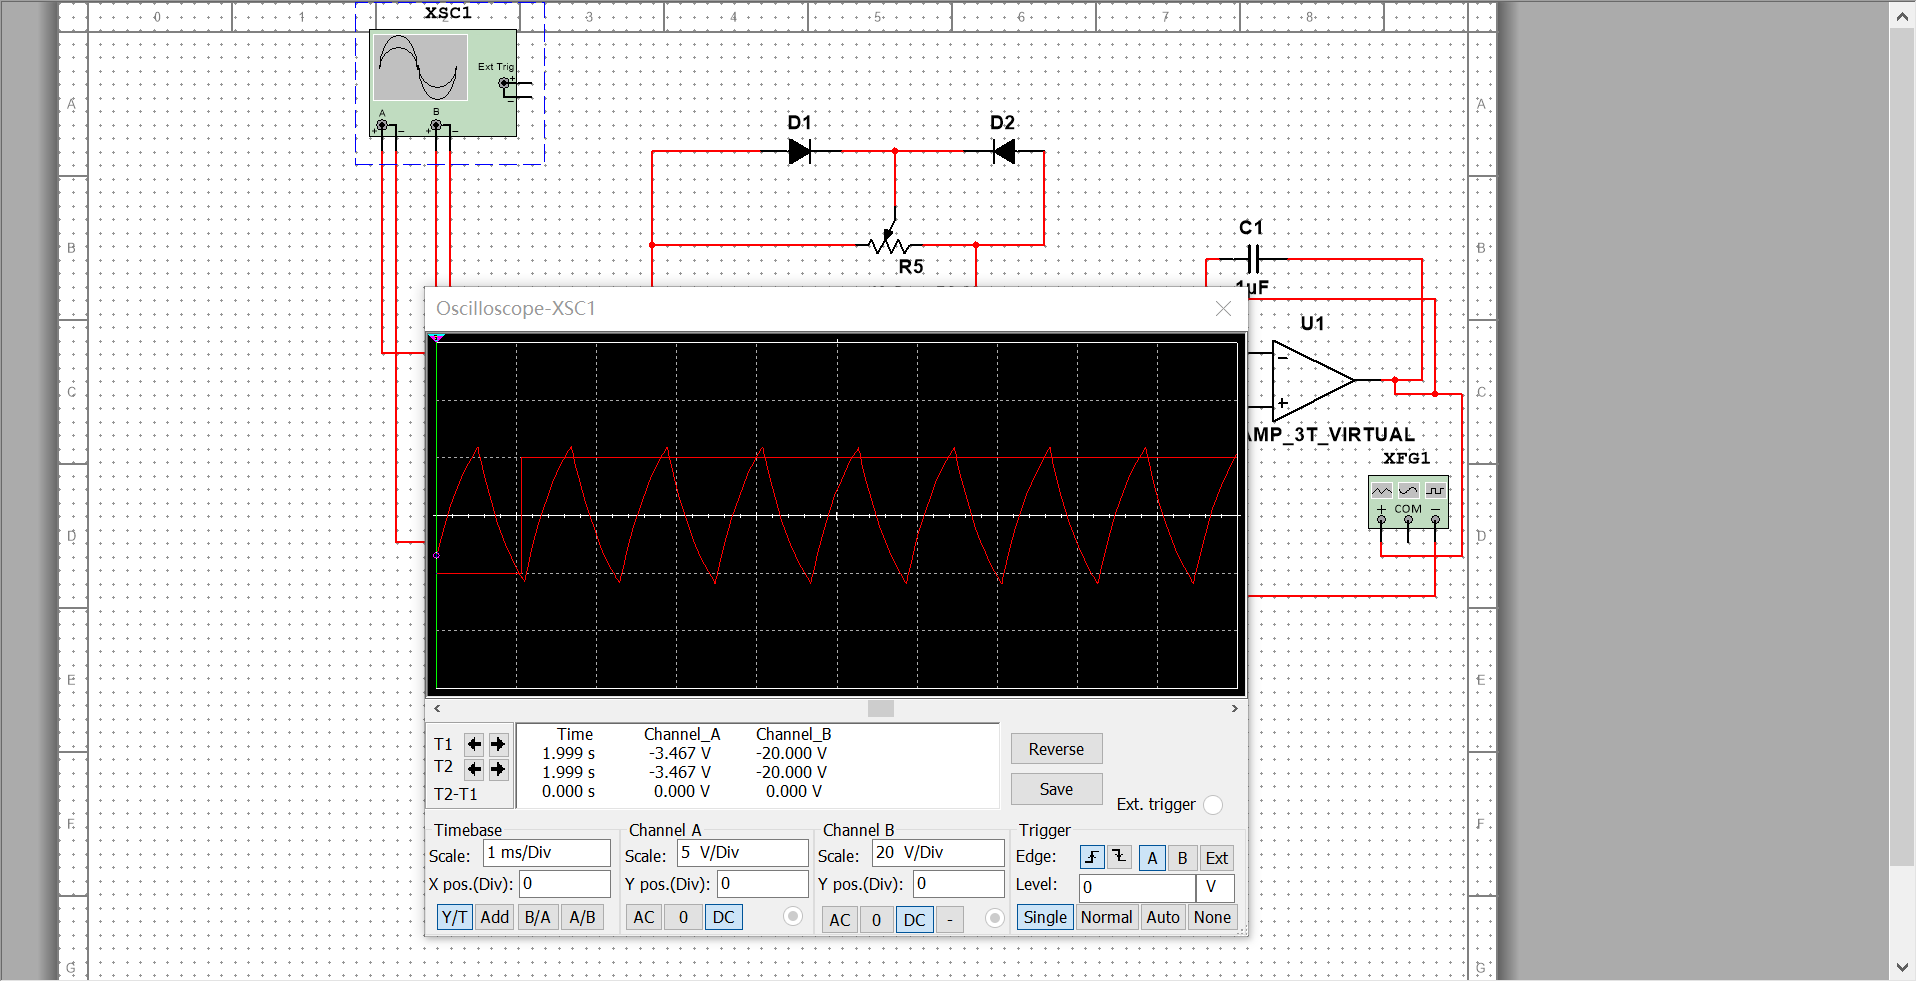 0 1 3 4 5 6 7 8
XSC1
Ext Trig
+
A B
+ − + −
−
A A
D1 D2
B B
R5
C1
1uF
Oscilloscope-XSC1
U1
C C
−
+
AMP_3T_VIRTUAL
XFG1
+ COM −
D D
E E
T1
T2
T2-T1
Time Channel_A Channel_B
1.999 s -3.467 V -20.000 V
1.999 s -3.467 V -20.000 V
0.000 s 0.000 V 0.000 V
Reverse
Save
Ext. trigger
F F
Timebase
Scale: 1 ms/Div
X pos.(Div): 0
Y/T Add B/A A/B
Channel A
Scale: 5 V/Div
Y pos.(Div): 0
AC 0 DC
Channel B
Scale: 20 V/Div
Y pos.(Div): 0
AC 0 DC -
Trigger
Edge: A B Ext
Level: 0 V
Single Normal Auto None
G G